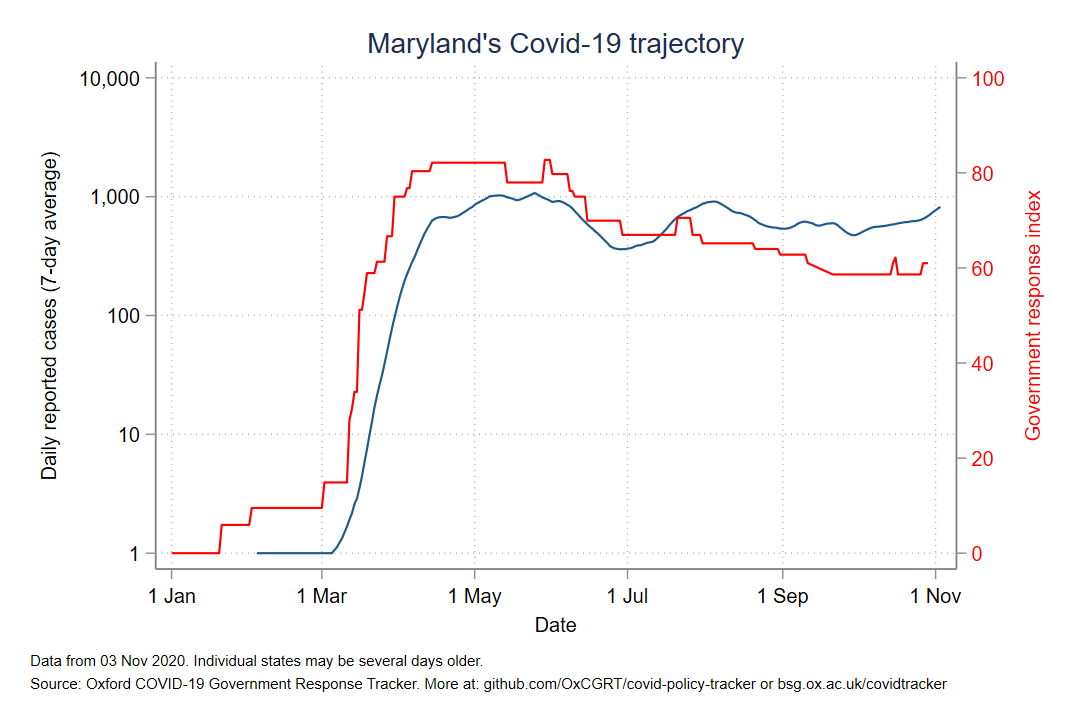 Maryland's Covid-19 trajectory
10,000
1,000
100
10
1
Daily reported cases (7-day average)
100
80
60
40
20
0
Government response index
1 Jan
1 Mar
1 May
1 Jul
1 Sep
1 Nov
Date
Data from 03 Nov 2020. Individual states may be several days older.
Source: Oxford COVID-19 Government Response Tracker. More at: github.com/OxCGRT/covid-policy-tracker or bsg.ox.ac.uk/covidtracker